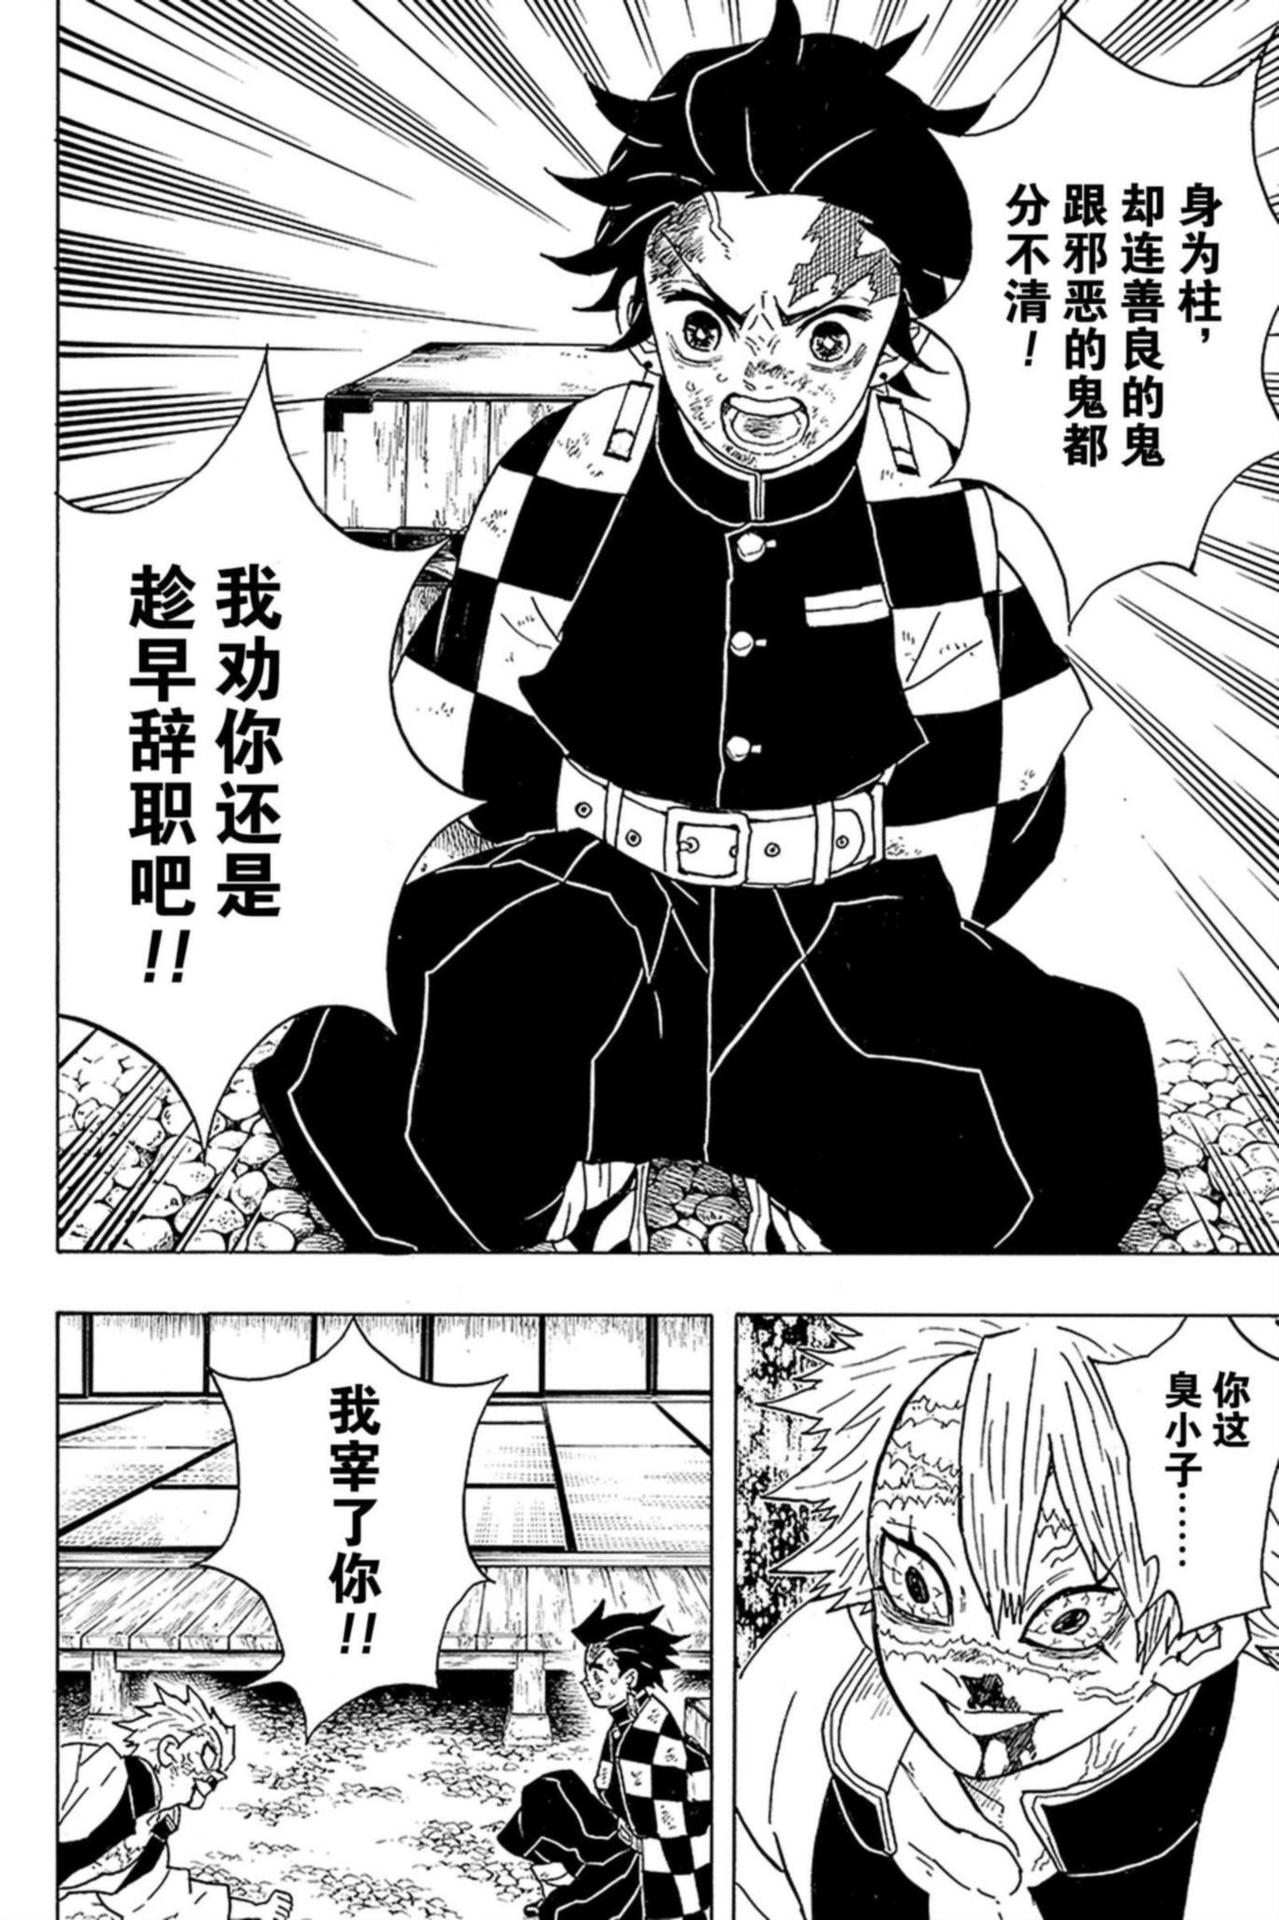 身为柱，
却连善良的鬼
跟邪恶的鬼都
分不清！
我劝你还是
趁早辞职吧！！
你这
臭小子……
我宰了你！！